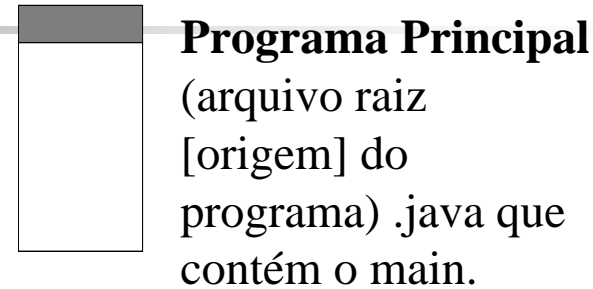 Programa Principal
(arquivo raiz
[origem] do
programa) .java que
contém o main.